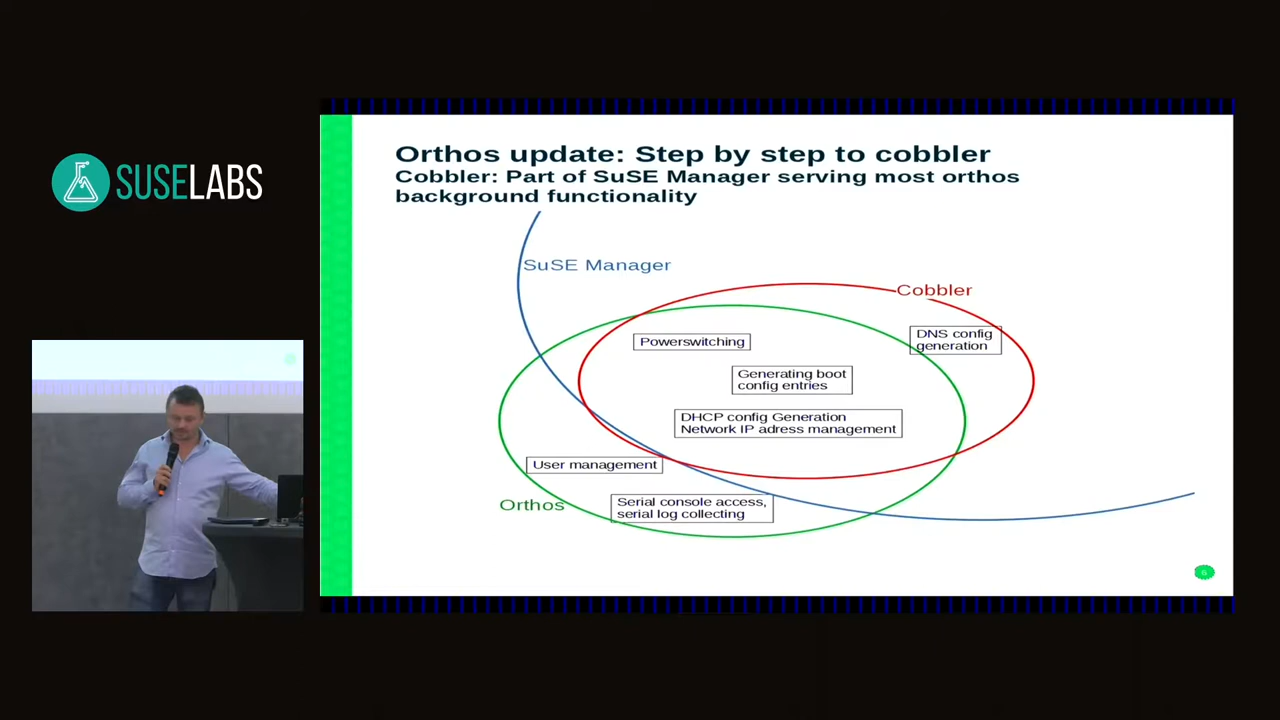 SUSELABS
Orthos update: Step by step to cobbler
Cobbler: Part of SuSE Manager serving most orthos
background functionality
SuSE Manager
Cobbler
DNS config
generation
Powerswitching
Generating boot
config entries
DHCP config Generation
Network IP adress management
User management
Orthos
Serial console access,
serial log collecting
6